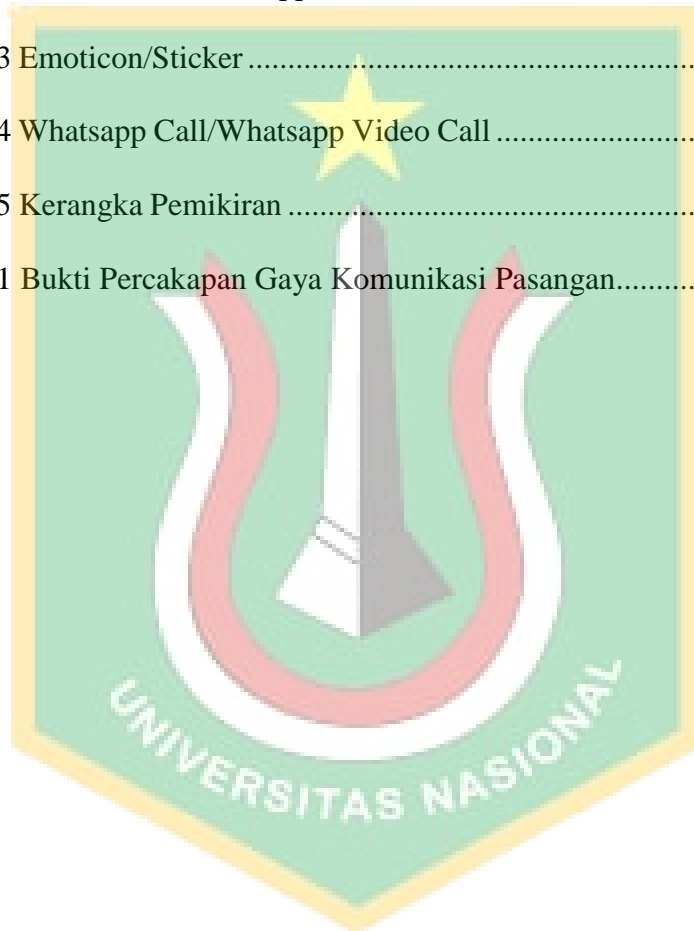 3 Emoticon/Sticker ...................................................
4 Whatsapp Call/Whatsapp Video Call ......................
5 Kerangka Pemikiran ..............................................
1 Bukti Percakapan Gaya Komunikasi Pasangan..........
UNIVERSITAS NASIONAL